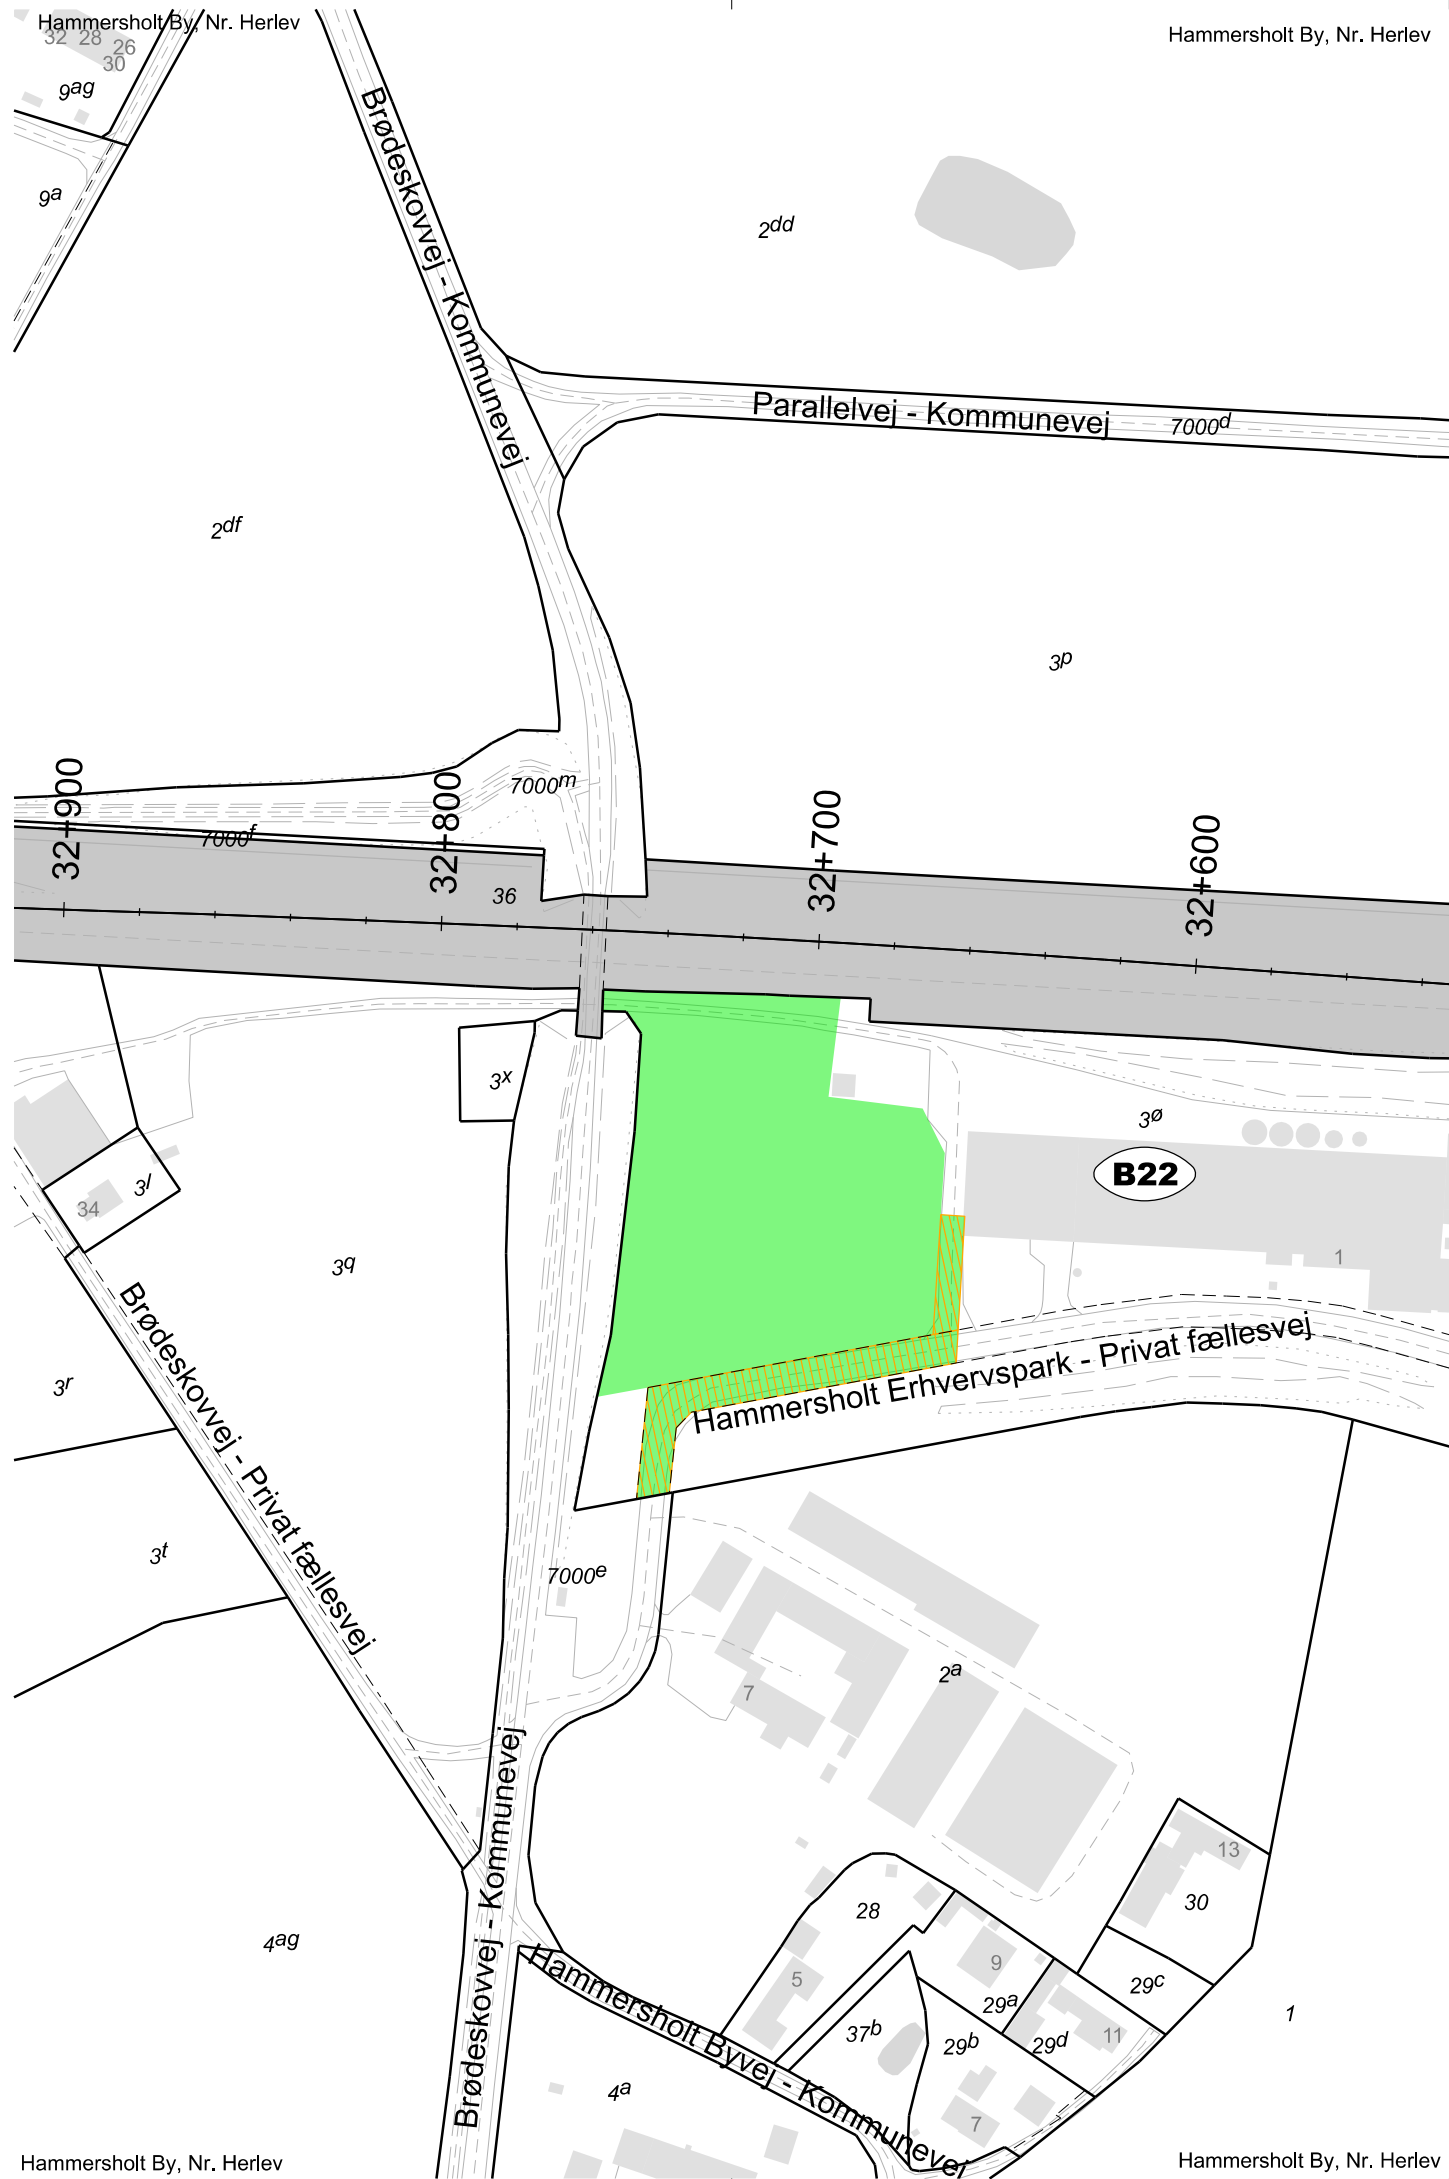 Hammersholt By, Nr. Herlev
Hammersholt By, Nr. Herlev
32
28
26
30
9ag
9a
Brødeskovvej - Kommunevej
2dd
Parallelvej - Kommunevej
7000d
2df
3p
32+900
32+800
7000m
32+700
32+600
7000f
36
3x
3ø
B22
3l
34
3q
1
Brødeskovvej - Privat fællesvej
Hammersholt Erhvervspark - Privat fællesvej
3r
3t
7000e
2a
7
Brødeskovvej - Kommunevej
13
30
28
4ag
9
5
29a
29c
Hammersholt Byvej - Kommunevej
37b
29b
29d
11
1
4a
7
Hammersholt By, Nr. Herlev
Hammersholt By, Nr. Herlev